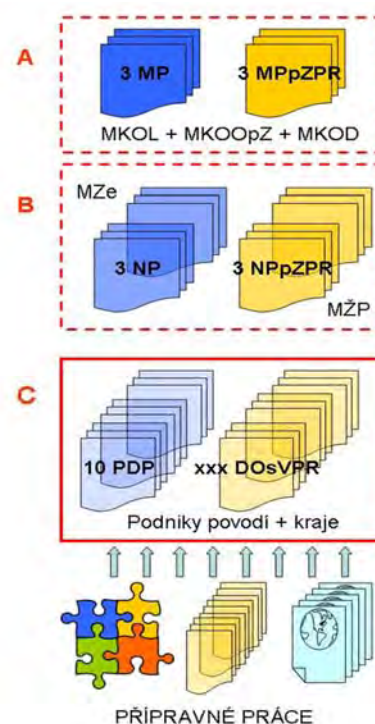 A
3 MP 3 MPpZPR
MKOL + MKOOpZ + MKOD
B
MZe
3 NP 3 NPpZPR
MŽP
C
10 PDP xxx DOsVPR
Podniky povodí + kraje
PŘÍPRAVNÉ PRÁCE